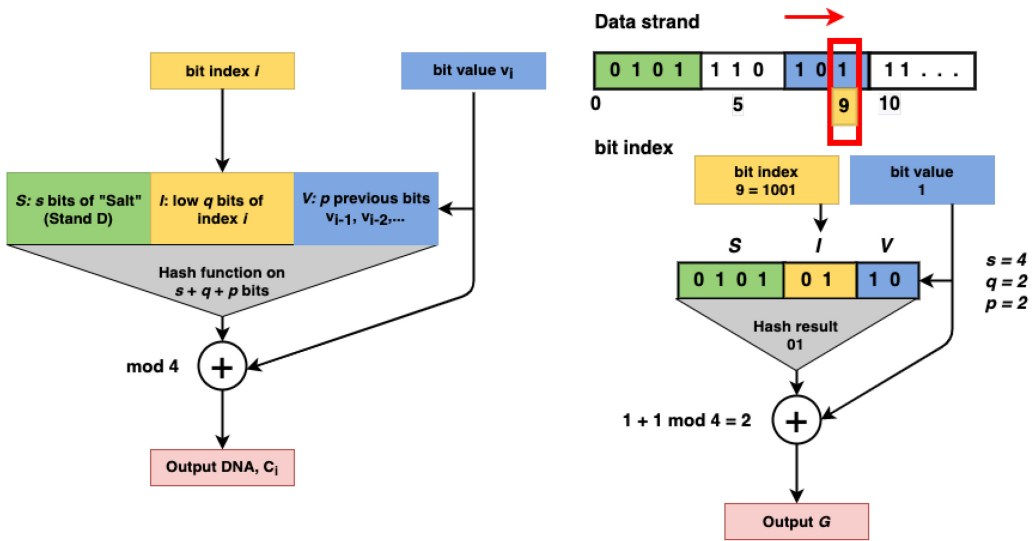 bit index i
bit value vi
S: s bits of "Salt"
(Stand D)
I: low q bits of
index i
V: p previous bits
vi-1, vi-2,...
Hash function on
s + q + p bits
mod 4
+
Output DNA, Ci
Data strand
0 1 0 1 1 1 0 1 0 1 1 1 . . .
0 5 9 10
bit index
bit index
9 = 1001
bit value
1
S I V
0 1 0 1 0 1 1 0
s = 4
q = 2
p = 2
Hash result
01
1 + 1 mod 4 = 2
+
Output G